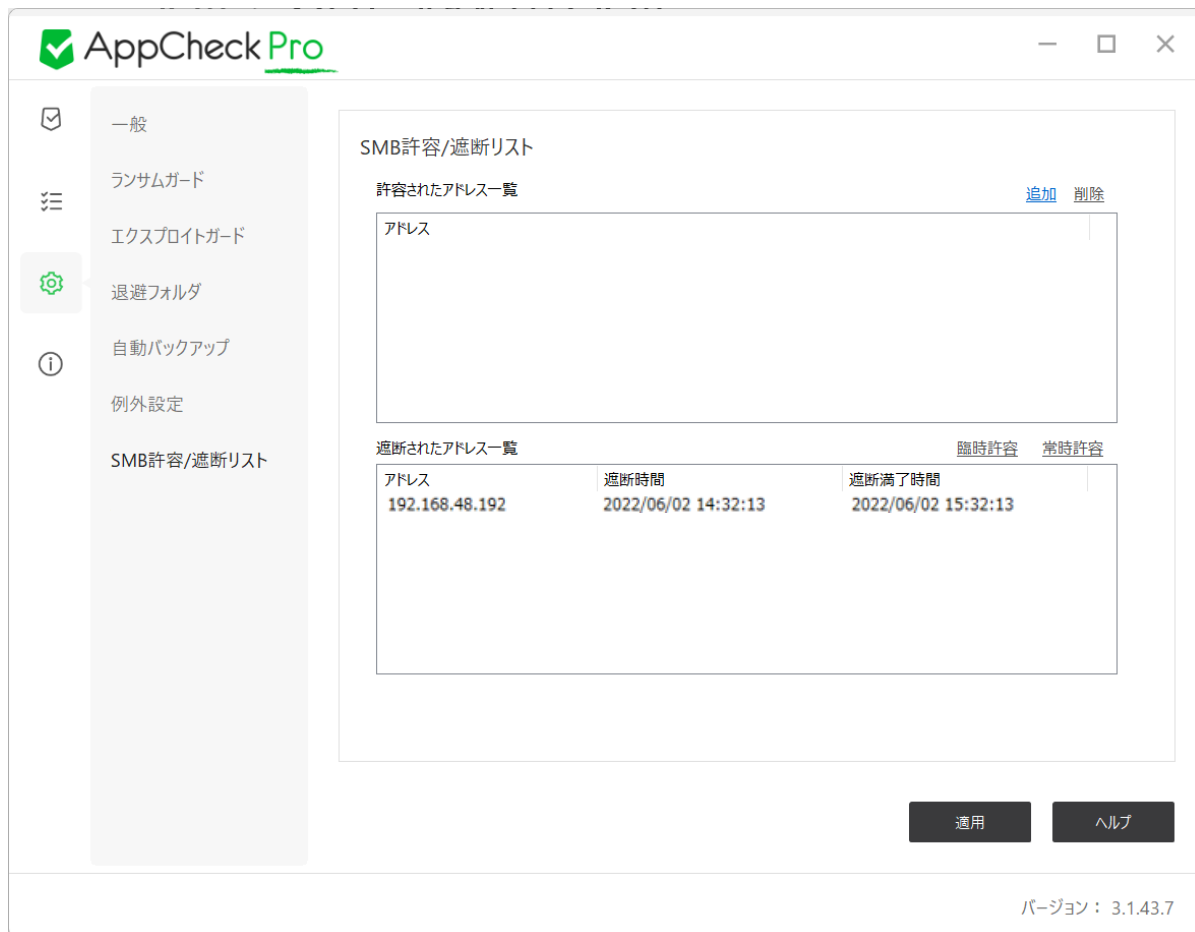 AppCheck Pro
一般
ランサムガード
エクスプロイトガード
退避フォルダ
自動バックアップ
例外設定
SMB許容/遮断リスト
SMB許容/遮断リスト
許容されたアドレス一覧
追加 削除
アドレス
遮断されたアドレス一覧
臨時許容 常時許容
アドレス 遮断時間 遮断満了時間
192.168.48.192 2022/06/02 14:32:13 2022/06/02 15:32:13
適用 ヘルプ
バージョン： 3.1.43.7